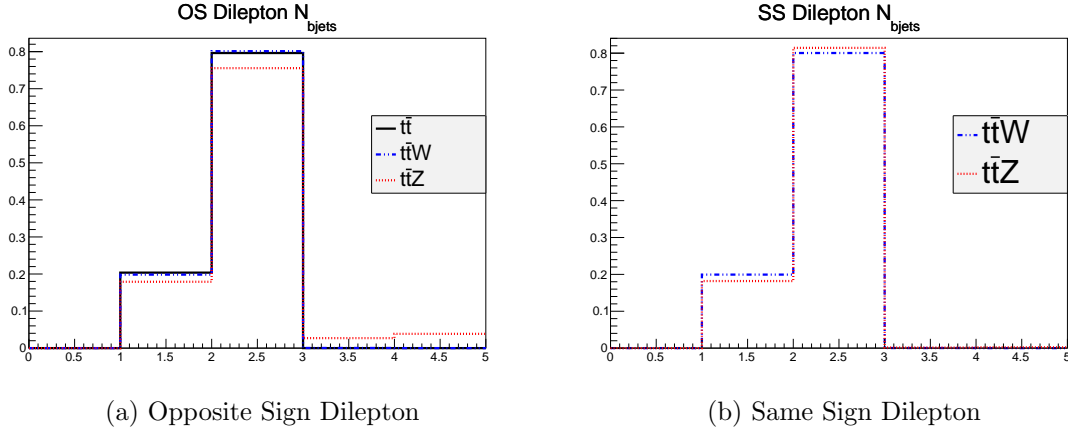 OS Dilepton N_bjets
0.8
0.7
0.6
0.5
0.4
0.3
0.2
0.1
0
0 0.5 1 1.5 2 2.5 3 3.5 4 4.5 5
tt̄
tt̄W
tt̄Z
(a) Opposite Sign Dilepton
SS Dilepton N_bjets
0.8
0.7
0.6
0.5
0.4
0.3
0.2
0.1
0
0 0.5 1 1.5 2 2.5 3 3.5 4 4.5 5
tt̄W
tt̄Z
(b) Same Sign Dilepton